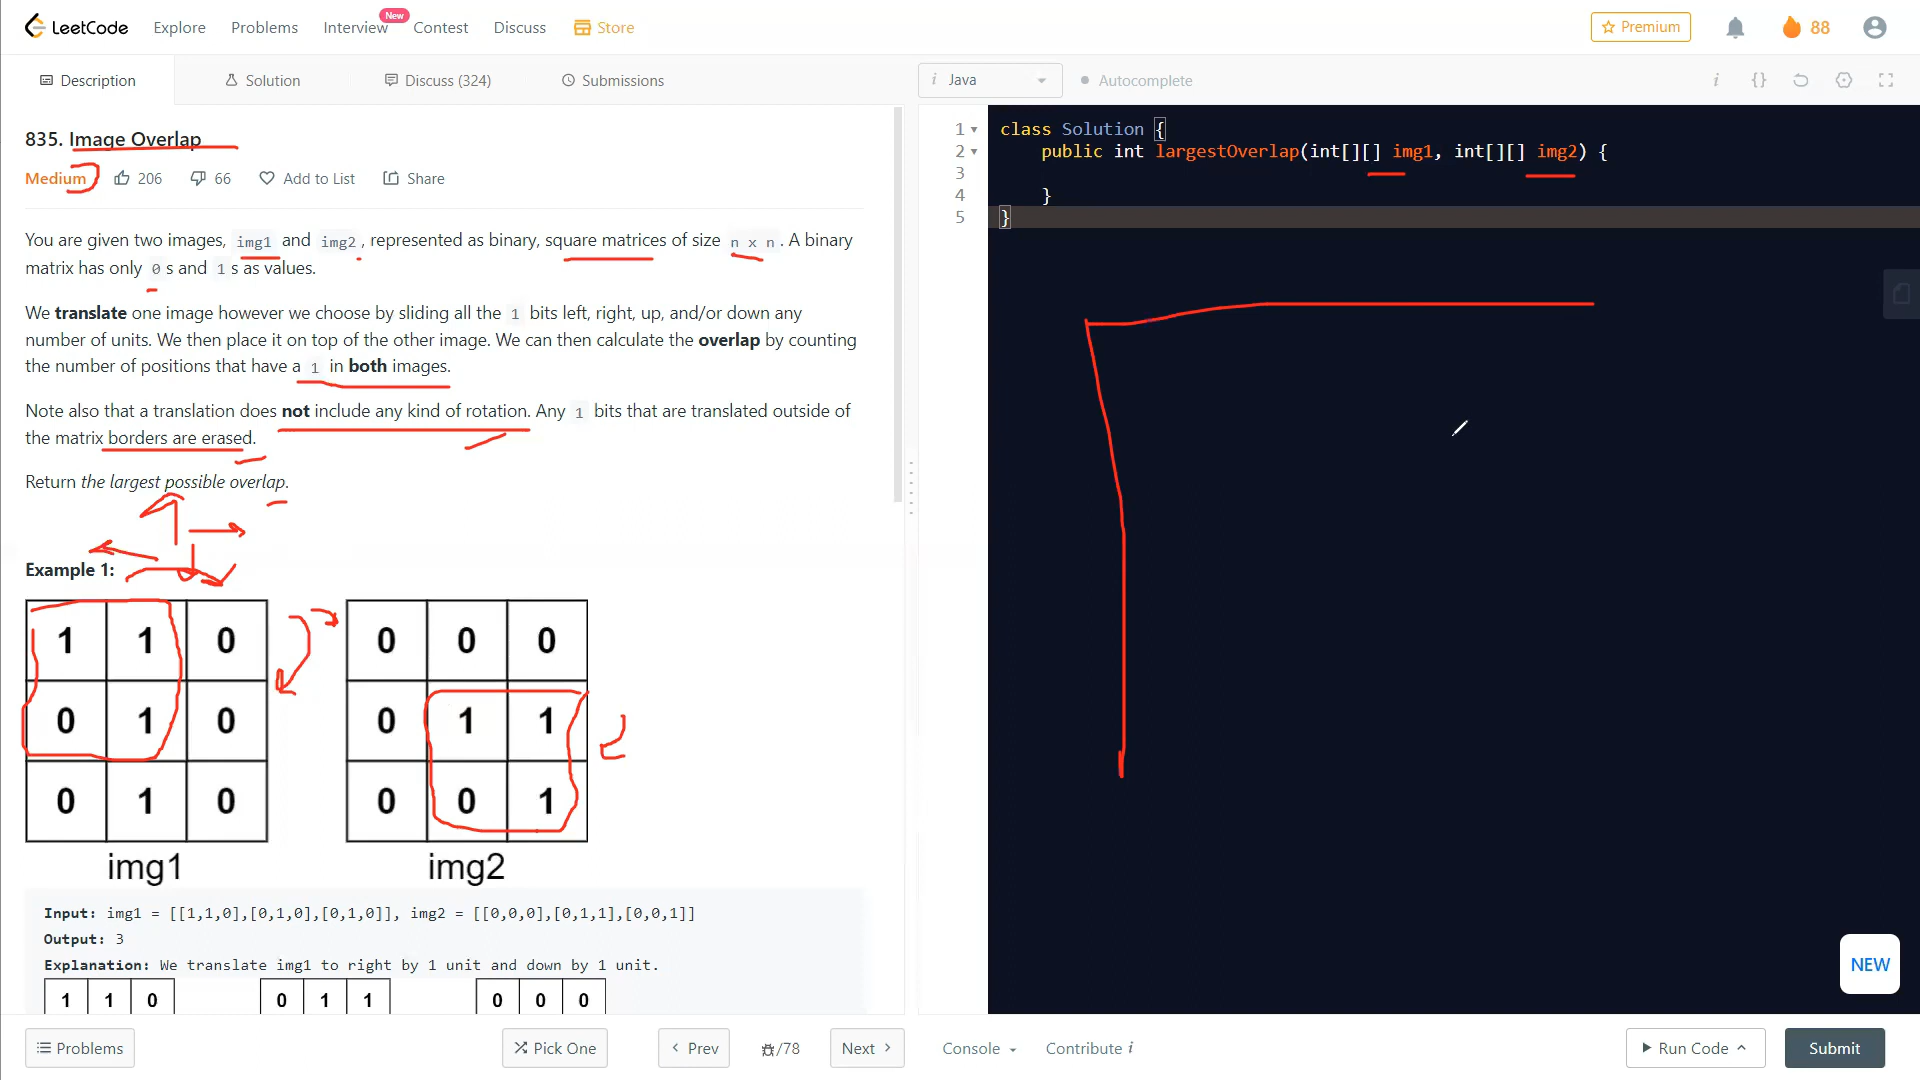 LeetCode Explore Problems Interview New Contest Discuss Store Premium 88
Description Solution Discuss (324) Submissions
i Java Autocomplete i {}
835. Image Overlap
Medium 206 66 Add to List Share
You are given two images, img1 and img2 , represented as binary, square matrices of size n x n . A binary
matrix has only 0 s and 1 s as values.
We translate one image however we choose by sliding all the 1 bits left, right, up, and/or down any
number of units. We then place it on top of the other image. We can then calculate the overlap by counting
the number of positions that have a 1 in both images.
Note also that a translation does not include any kind of rotation. Any 1 bits that are translated outside of
the matrix borders are erased.
Return the largest possible overlap.
Example 1:
1 1 0 0 0 0
0 1 0 0 1 1
0 1 0 0 0 1
img1 img2
Input: img1 = [[1,1,0],[0,1,0],[0,1,0]], img2 = [[0,0,0],[0,1,1],[0,0,1]]
Output: 3
Explanation: We translate img1 to right by 1 unit and down by 1 unit.
1 1 0 0 1 1 0 0 0
1 class Solution {
2 public int largestOverlap(int[][] img1, int[][] img2) {
3
4 }
5 }
NEW
Problems Pick One Prev /78 Next Console Contribute i Run Code Submit